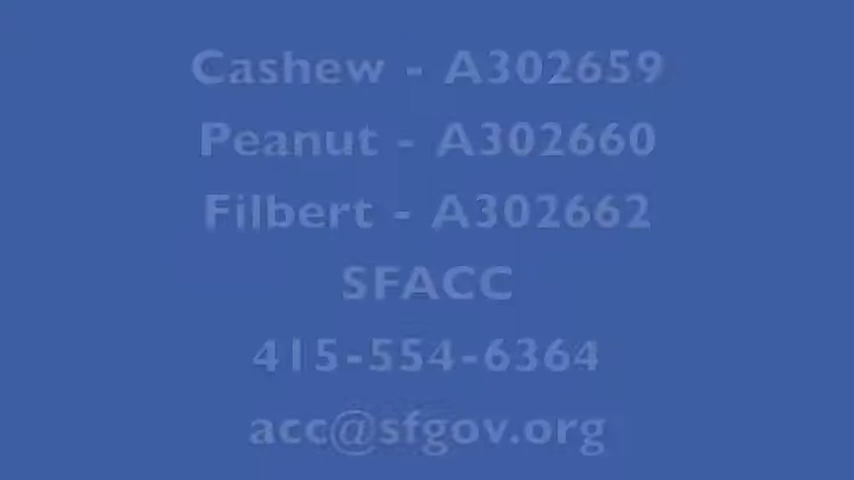 Cashew - A302659
Peanut - A302660
Filbert - A302662
SFACC
415-554-6364
acc@sfgov.org